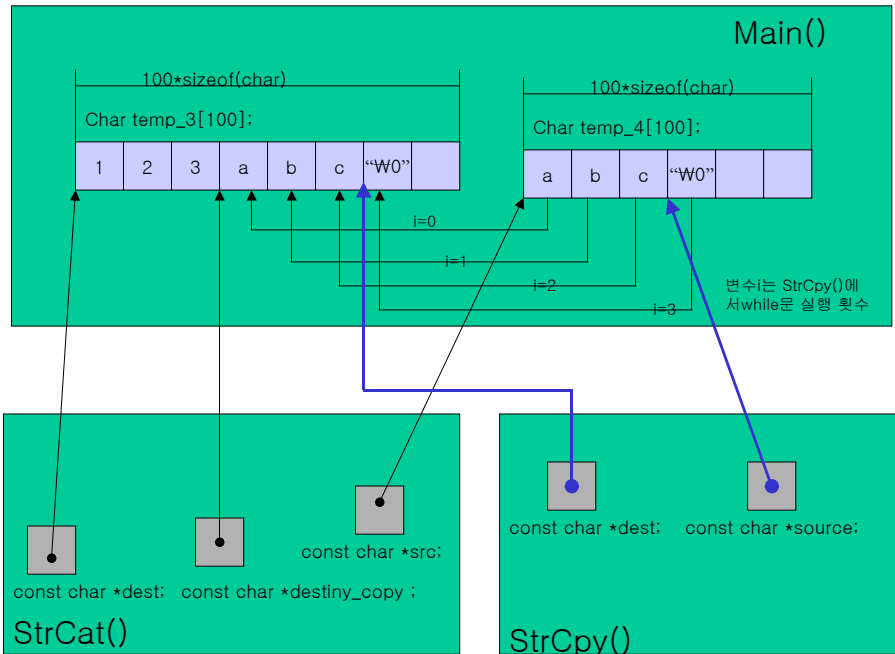 Main()
100*sizeof(char)
Char temp_3[100];
1 2 3 a b c “₩0”
100*sizeof(char)
Char temp_4[100];
a b c “₩0”
i=0
i=1
i=2
i=3
변수i는 StrCpy()에
서while문 실행 횟수
const char *dest;
const char *destiny_copy ;
const char *src;
StrCat()
const char *dest;
const char *source;
StrCpy()